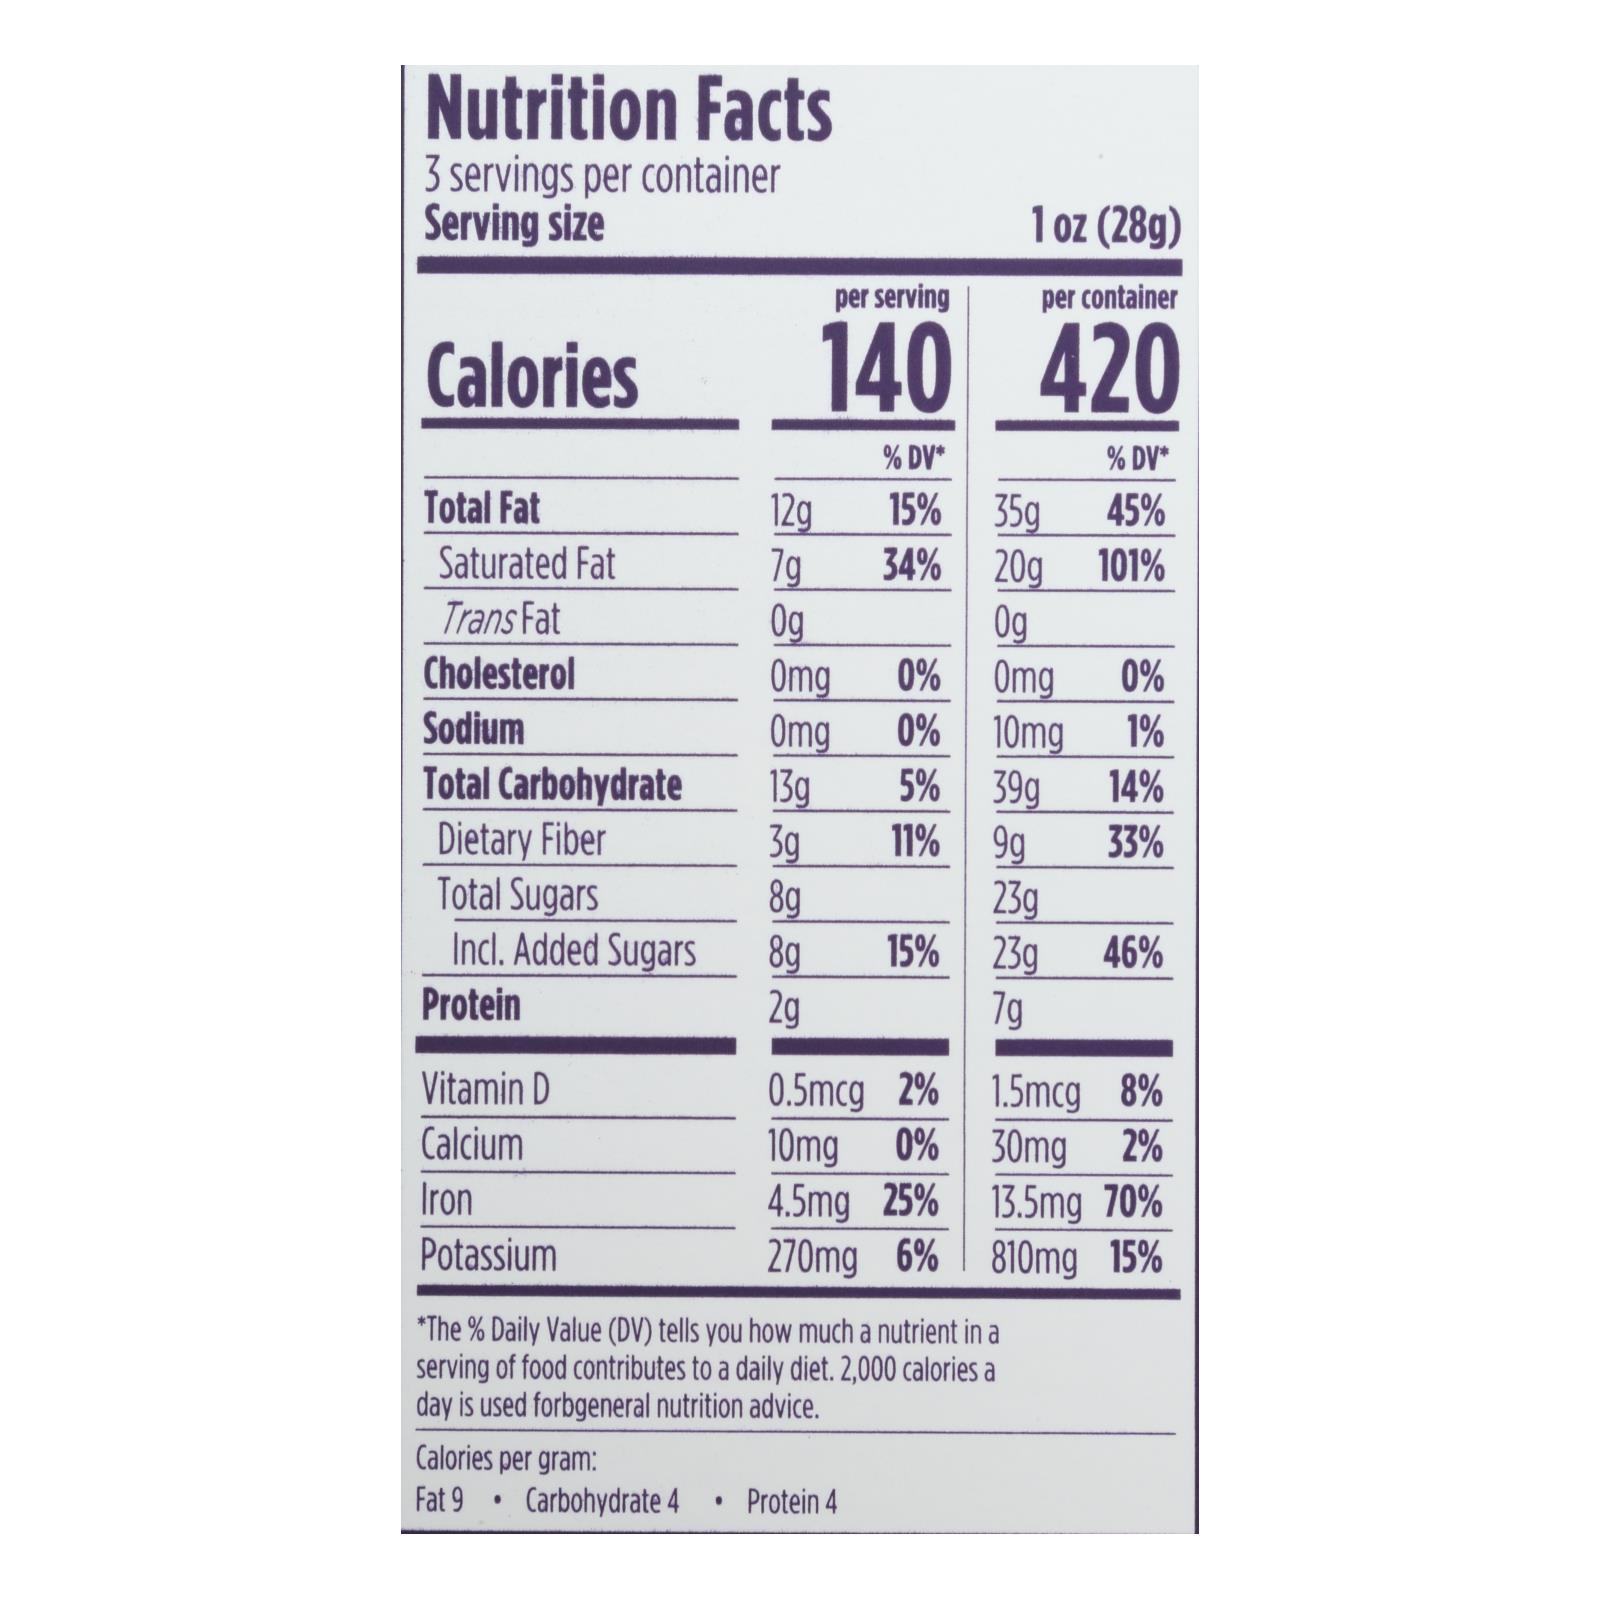 Nutrition Facts
3 servings per container
Serving size 1 oz (28g)
per serving per container
Calories 140 420
% DV* % DV*
Total Fat 12g 15% 35g 45%
Saturated Fat 7g 34% 20g 101%
Trans Fat 0g 0g
Cholesterol 0mg 0% 0mg 0%
Sodium 0mg 0% 10mg 1%
Total Carbohydrate 13g 5% 39g 14%
Dietary Fiber 3g 11% 9g 33%
Total Sugars 8g 23g
Incl. Added Sugars 8g 15% 23g 46%
Protein 2g 7g
Vitamin D 0.5mcg 2% 1.5mcg 8%
Calcium 10mg 0% 30mg 2%
Iron 4.5mg 25% 13.5mg 70%
Potassium 270mg 6% 810mg 15%
*The % Daily Value (DV) tells you how much a nutrient in a
serving of food contributes to a daily diet. 2,000 calories a
day is used forbgeneral nutrition advice.
Calories per gram:
Fat 9 • Carbohydrate 4 • Protein 4